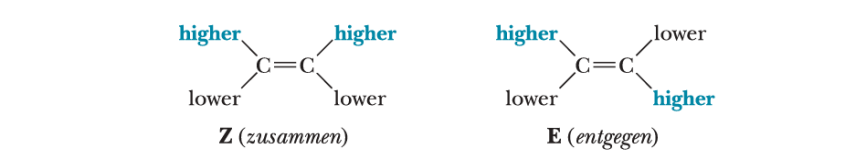 higher higher higher lower
C=C C=C
lower lower lower higher
Z (zusammen) E (entgegen)